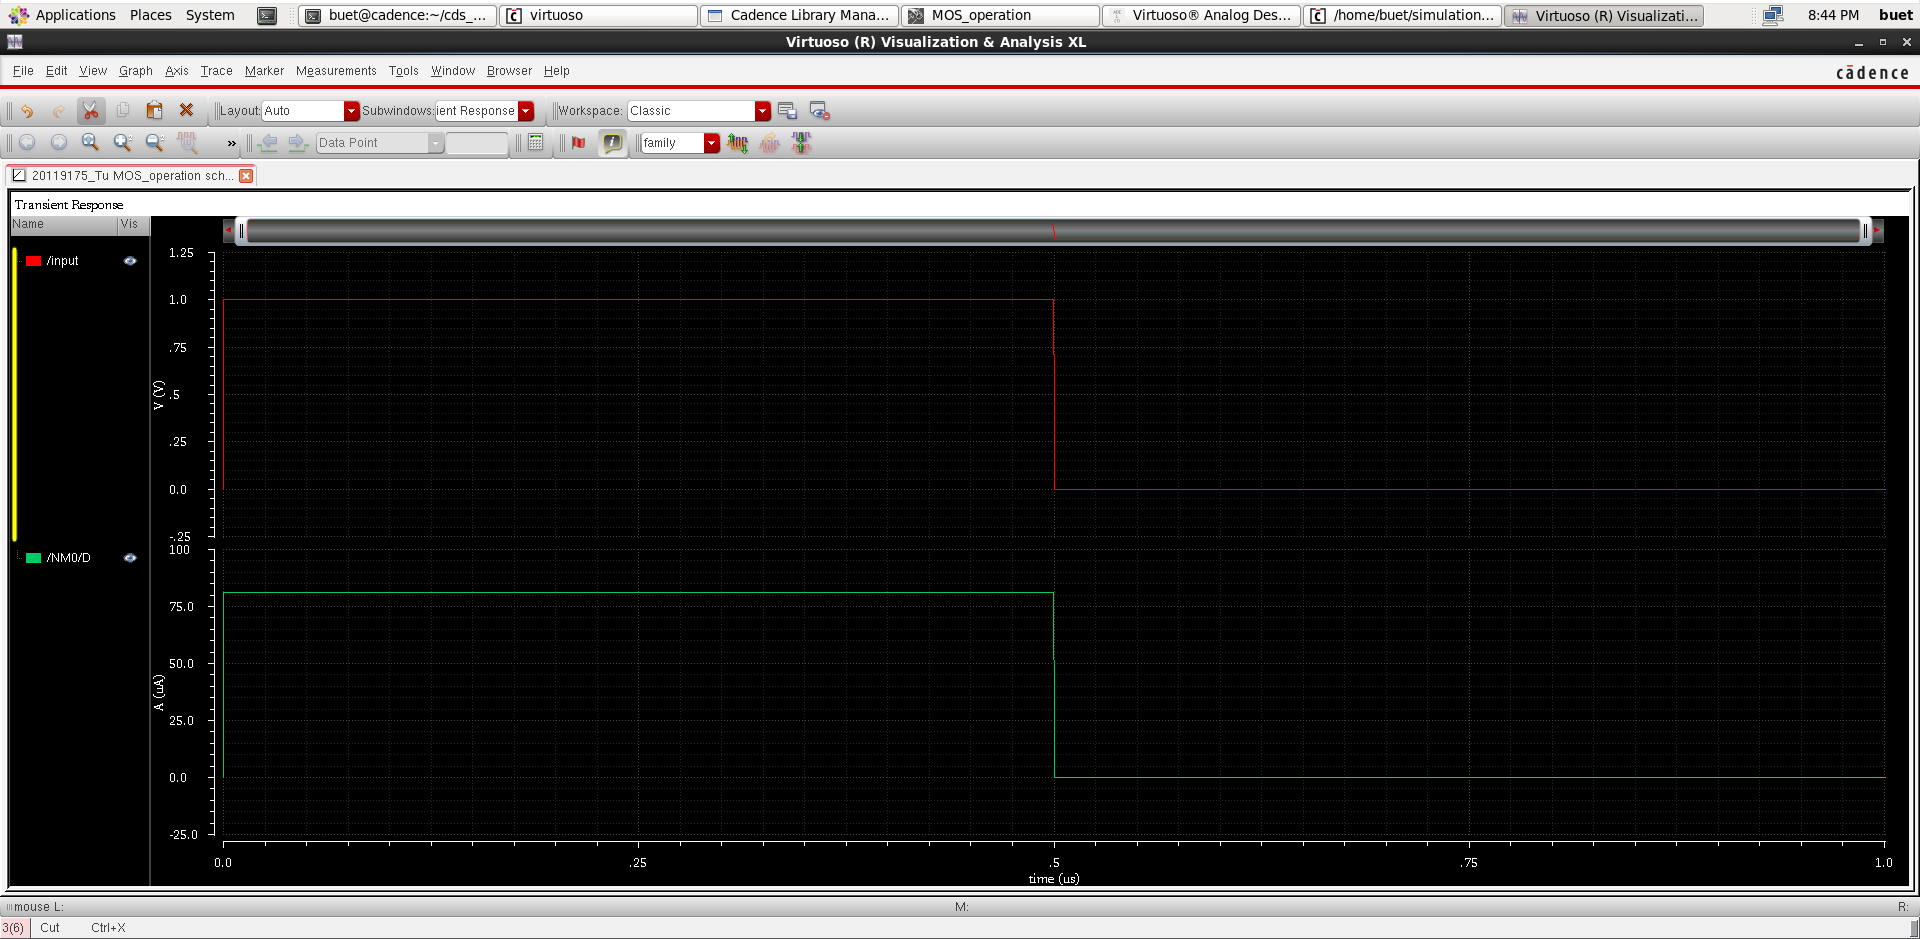 Applications Places System buet@cadence:~/cds_... virtuoso Cadence Library Mana... MOS_operation Virtuoso® Analog Des... /home/buet/simulation... Virtuoso (R) Visualizati... 8:44 PM buet
Virtuoso (R) Visualization & Analysis XL
File Edit View Graph Axis Trace Marker Measurements Tools Window Browser Help cādence
Layout: Auto Subwindows: ient Response Workspace: Classic
» Data Point family
20119175_Tu MOS_operation sch...
Transient Response
Name Vis
/input
1.25
1.0
.75
.5
.25
0.0
-.25
V (V)
/NM0/D
100
75.0
50.0
25.0
0.0
-25.0
A (uA)
0.0 .25 .5 .75 1.0
time (us)
mouse L: M: R:
3(6) Cut Ctrl+X